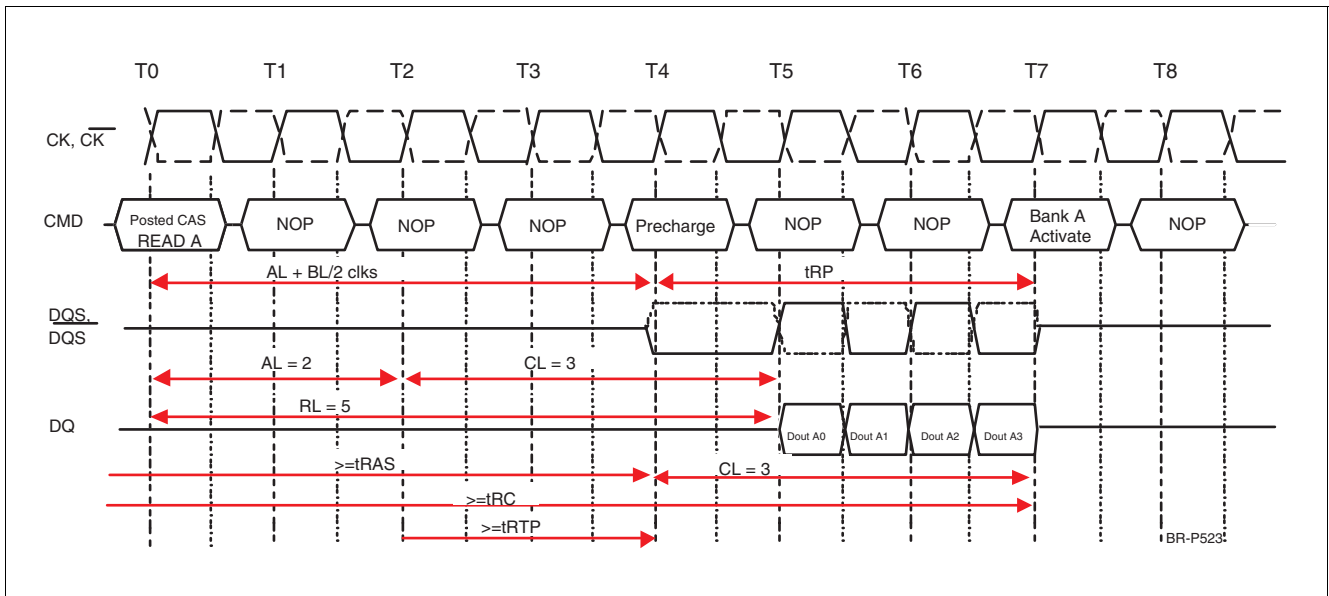 T0 T1 T2 T3 T4 T5 T6 T7 T8
CK, CK
CMD
Posted CAS
READ A
NOP
NOP
NOP
Precharge
NOP
NOP
Bank A
Activate
NOP
AL + BL/2 clks
tRP
DQS,
DQS
AL = 2
CL = 3
RL = 5
DQ
Dout A0
Dout A1
Dout A2
Dout A3
>=tRAS
CL = 3
>=tRC
>=tRTP
BR-P523